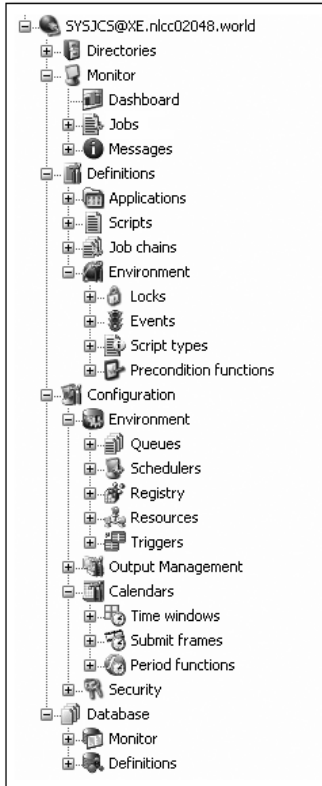 SYSJCS@XE.nlcc02048.world
Directories
Monitor
Dashboard
Jobs
Messages
Definitions
Applications
Scripts
Job chains
Environment
Locks
Events
Script types
Precondition functions
Configuration
Environment
Queues
Schedulers
Registry
Resources
Triggers
Output Management
Calendars
Time windows
Submit frames
Period functions
Security
Database
Monitor
Definitions